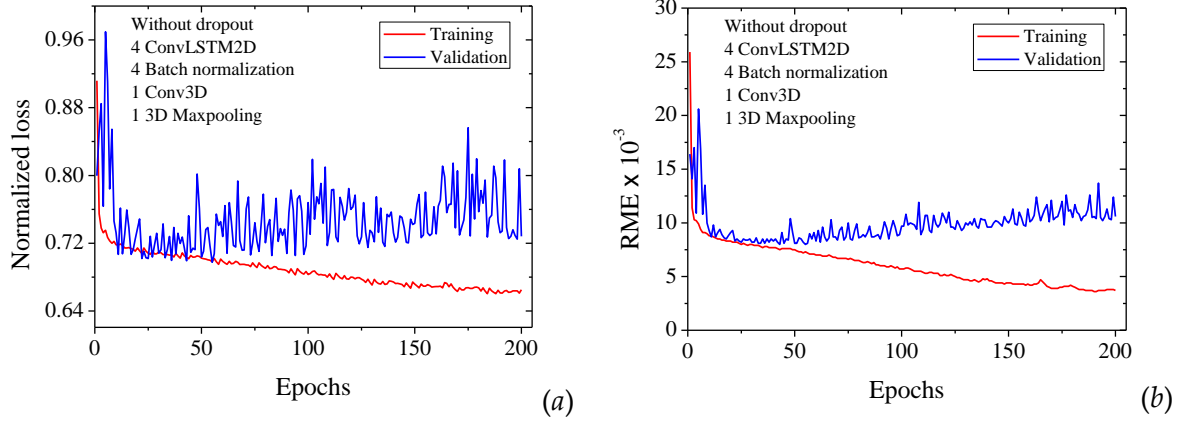 Normalized loss
0.96
0.88
0.80
0.72
0.64
Without dropout
4 ConvLSTM2D
4 Batch normalization
1 Conv3D
1 3D Maxpooling
Training
Validation
0 50 100 150 200
Epochs
(a)
RME x 10-3
30
25
20
15
10
5
0
Without dropout
4 ConvLSTM2D
4 Batch normalization
1 Conv3D
1 3D Maxpooling
Training
Validation
0 50 100 150 200
Epochs
(b)